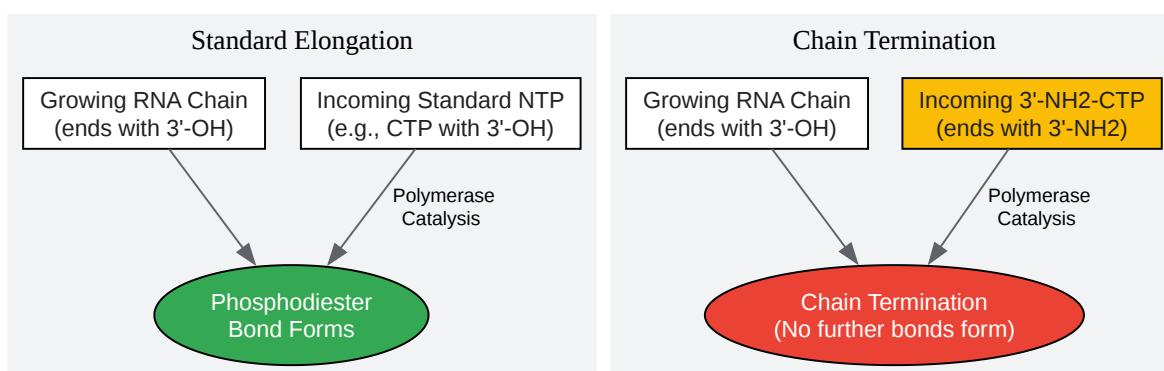 Standard Elongation
Growing RNA Chain
(ends with 3'-OH)
Incoming Standard NTP
(e.g., CTP with 3'-OH)
Polymerase
Catalysis
Phosphodiester
Bond Forms
Chain Termination
Growing RNA Chain
(ends with 3'-OH)
Incoming 3'-NH2-CTP
(ends with 3'-NH2)
Polymerase
Catalysis
Chain Termination
(No further bonds form)